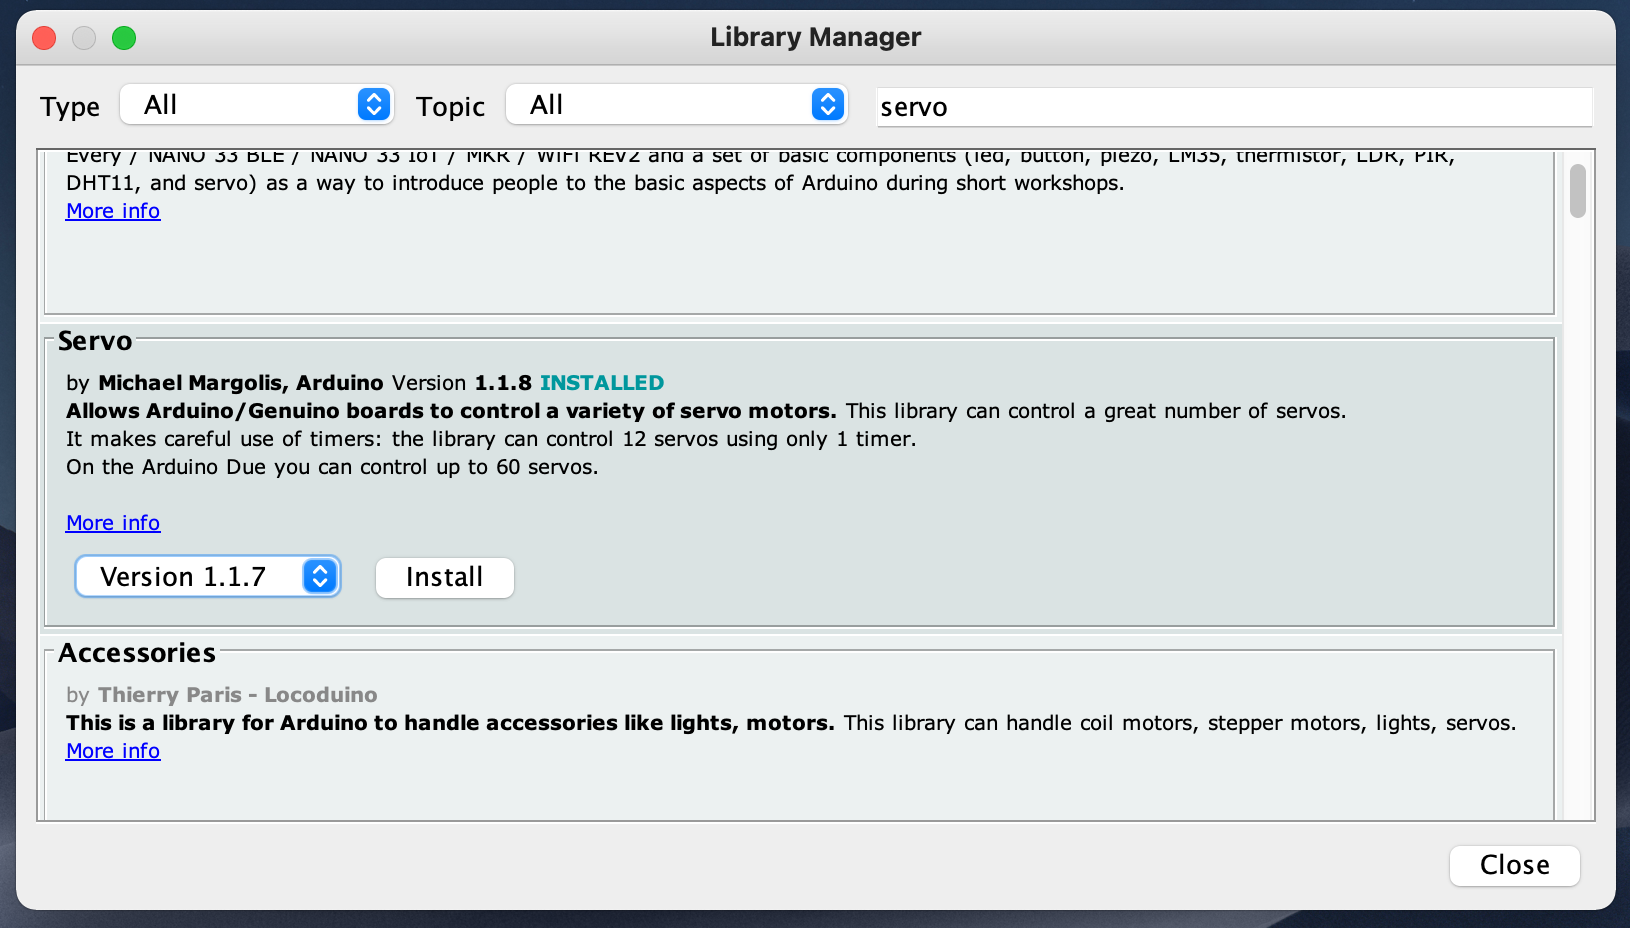 Library Manager
Type All Topic All servo
Every / NANO 33 BLE / NANO 33 IoT / MKR / WiFi REV2 and a set of basic components (led, button, piezo, LM35, thermistor, LDR, PIR,
DHT11, and servo) as a way to introduce people to the basic aspects of Arduino during short workshops.
More info
Servo
by Michael Margolis, Arduino Version 1.1.8 INSTALLED
Allows Arduino/Genuino boards to control a variety of servo motors. This library can control a great number of servos.
It makes careful use of timers: the library can control 12 servos using only 1 timer.
On the Arduino Due you can control up to 60 servos.
More info
Version 1.1.7 Install
Accessories
by Thierry Paris - Locoduino
This is a library for Arduino to handle accessories like lights, motors. This library can handle coil motors, stepper motors, lights, servos.
More info
Close